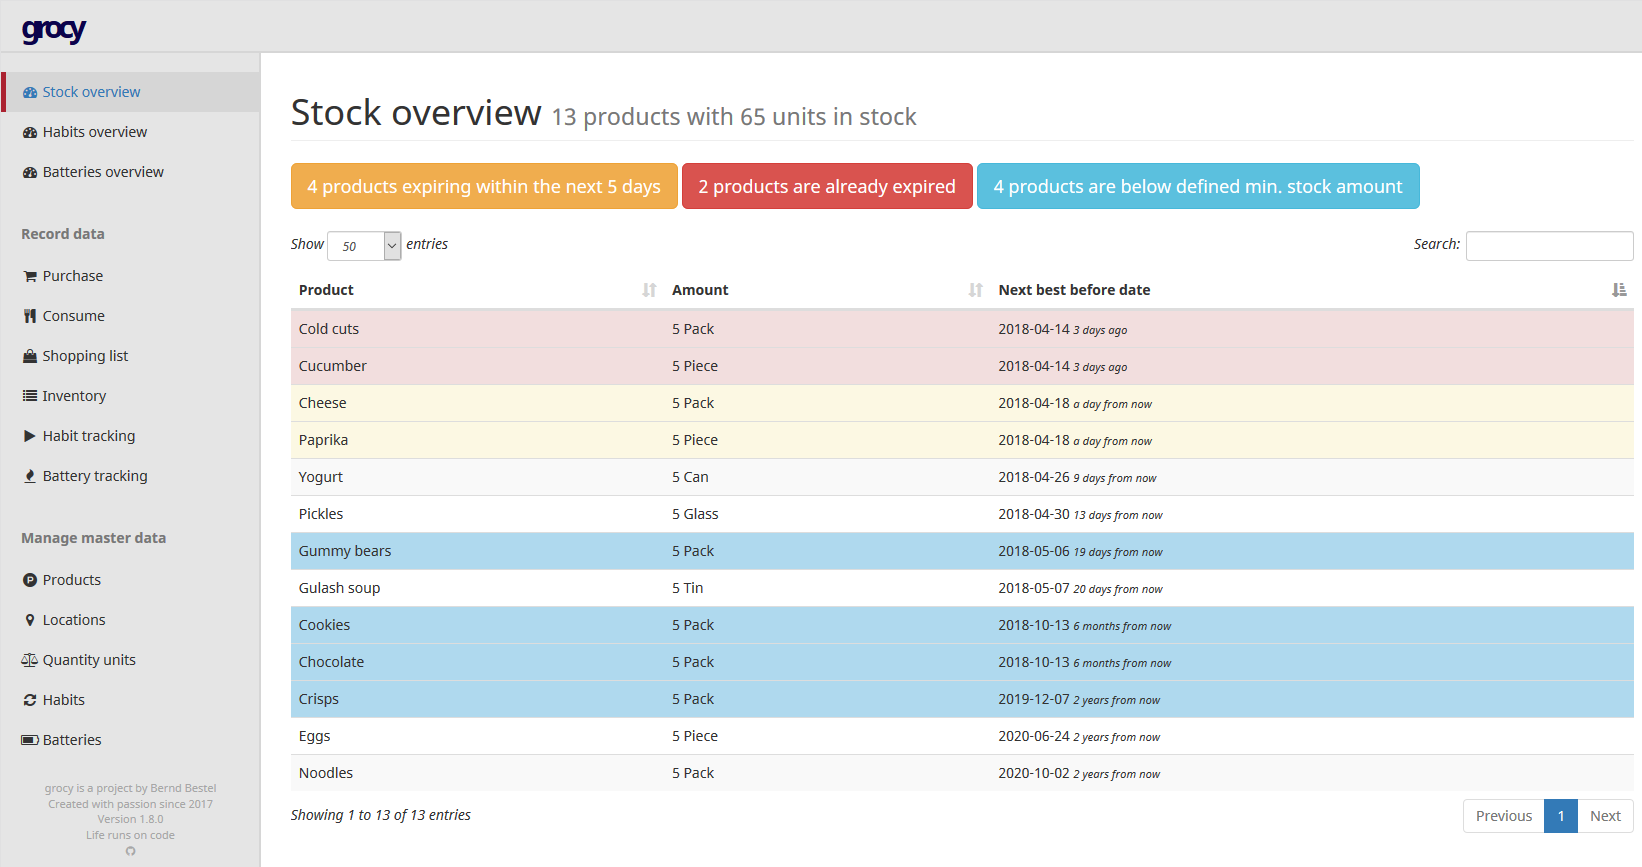 grocy
Stock overview
Habits overview
Batteries overview
Record data
Purchase
Consume
Shopping list
Inventory
Habit tracking
Battery tracking
Manage master data
Products
Locations
Quantity units
Habits
Batteries
grocy is a project by Bernd Bestel
Created with passion since 2017
Version 1.8.0
Life runs on code
Stock overview 13 products with 65 units in stock
4 products expiring within the next 5 days 2 products are already expired 4 products are below defined min. stock amount
Show 50 entries Search:
Product Amount Next best before date
Cold cuts 5 Pack 2018-04-14 3 days ago
Cucumber 5 Piece 2018-04-14 3 days ago
Cheese 5 Pack 2018-04-18 a day from now
Paprika 5 Piece 2018-04-18 a day from now
Yogurt 5 Can 2018-04-26 9 days from now
Pickles 5 Glass 2018-04-30 13 days from now
Gummy bears 5 Pack 2018-05-06 19 days from now
Gulash soup 5 Tin 2018-05-07 20 days from now
Cookies 5 Pack 2018-10-13 6 months from now
Chocolate 5 Pack 2018-10-13 6 months from now
Crisps 5 Pack 2019-12-07 2 years from now
Eggs 5 Piece 2020-06-24 2 years from now
Noodles 5 Pack 2020-10-02 2 years from now
Showing 1 to 13 of 13 entries Previous 1 Next